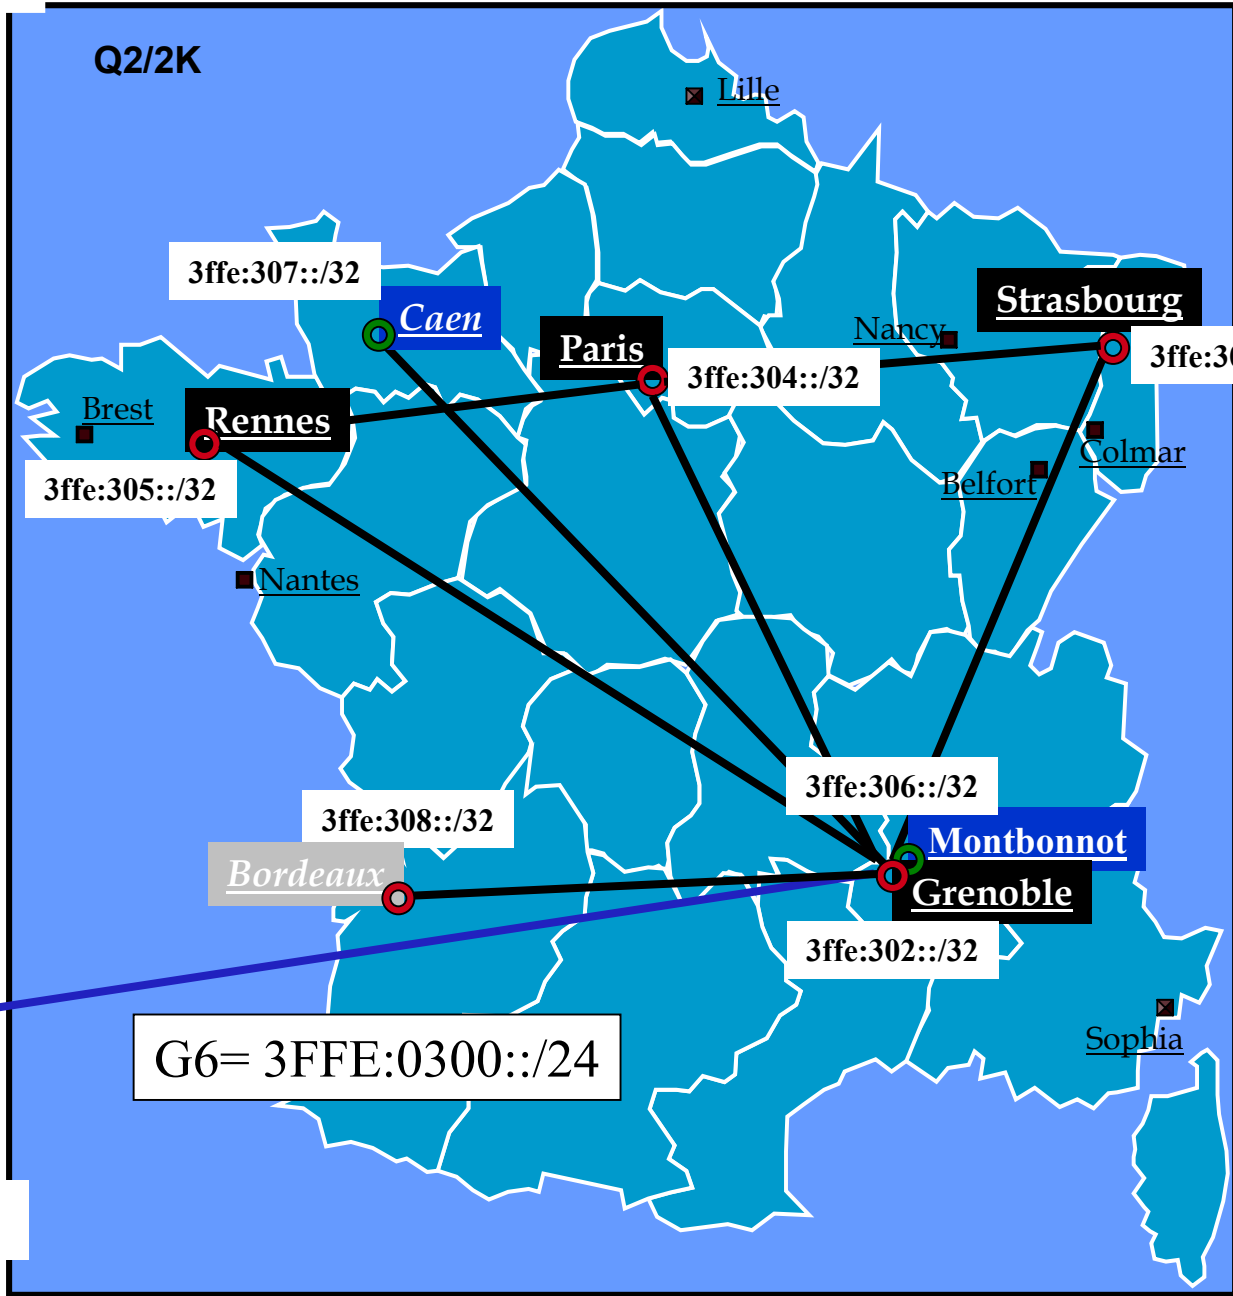 Q2/2K
Lille
3ffe:307::/32
Caen
Strasbourg
Paris
Nancy
3ffe:304::/32
3ffe:30
Brest
Rennes
Colmar
3ffe:305::/32
Belfort
Nantes
3ffe:306::/32
3ffe:308::/32
Montbonnot
Bordeaux
Grenoble
3ffe:302::/32
G6= 3FFE:0300::/24
Sophia